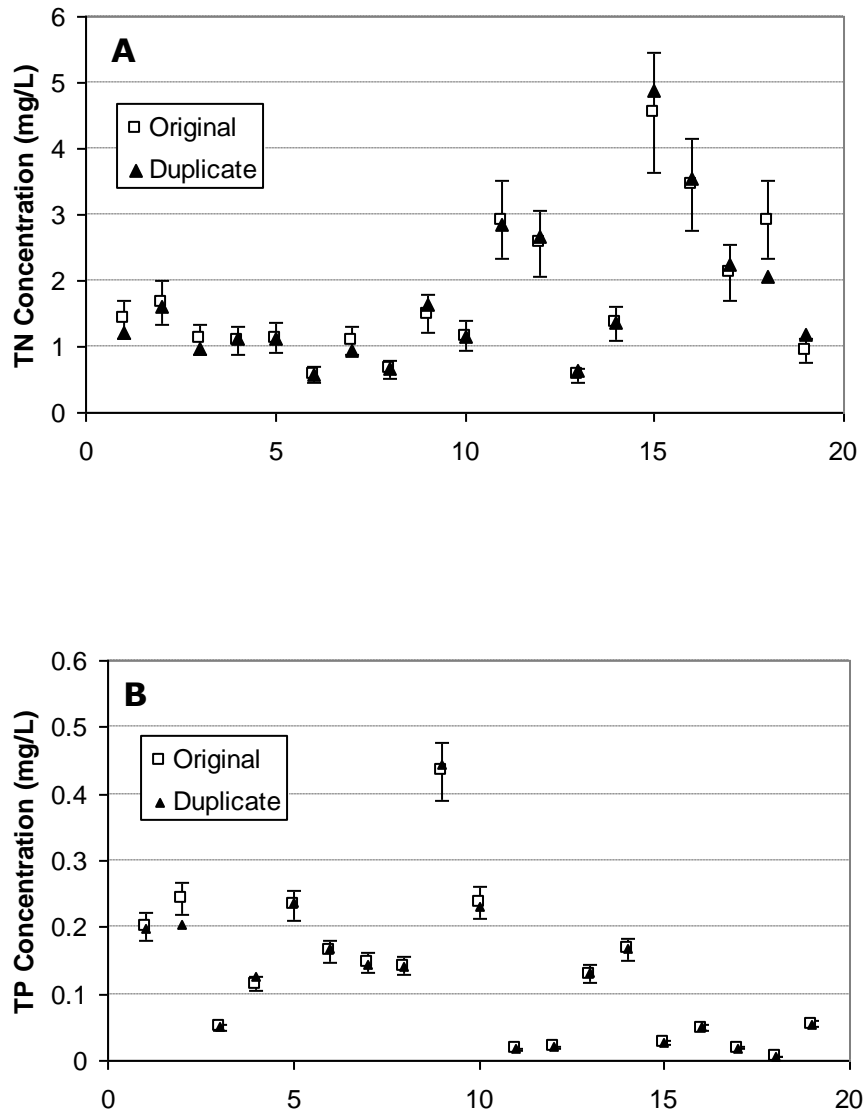 A
TN Concentration (mg/L)
6
5
4
3
2
1
0
Original
Duplicate
0 5 10 15 20
B
TP Concentration (mg/L)
0.6
0.5
0.4
0.3
0.2
0.1
0
Original
Duplicate
0 5 10 15 20